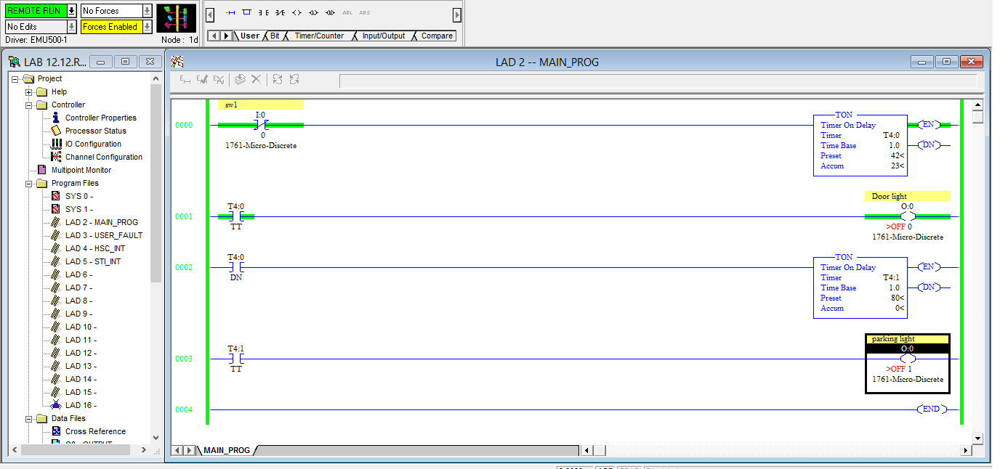 REMOTE RUN
No Forces
No Edits
Forces Enabled
Driver: EMU500-1
Node : 1d
ABL ABS
User Bit Timer/Counter Input/Output Compare
LAB 12.12.R...
Project
Help
Controller
Controller Properties
Processor Status
IO Configuration
Channel Configuration
Multipoint Monitor
Program Files
SYS 0 -
SYS 1 -
LAD 2 - MAIN_PROG
LAD 3 - USER_FAULT
LAD 4 - HSC_INT
LAD 5 - STI_INT
LAD 6 -
LAD 7 -
LAD 8 -
LAD 9 -
LAD 10 -
LAD 11 -
LAD 12 -
LAD 13 -
LAD 14 -
LAD 15 -
LAD 16 -
Data Files
Cross Reference
LAD 2 -- MAIN_PROG
sw1
I:0
0000
0
1761-Micro-Discrete
TON
Timer On Delay
Timer T4:0
Time Base 1.0
Preset 42<
Accum 23<
EN
DN
0001
T4:0
TT
Door light
O:0
>OFF 0
1761-Micro-Discrete
0002
T4:0
DN
TON
Timer On Delay
Timer T4:1
Time Base 1.0
Preset 80<
Accum 0<
EN
DN
0003
T4:1
TT
parking light
O:0
>OFF 1
1761-Micro-Discrete
0004
END
MAIN_PROG